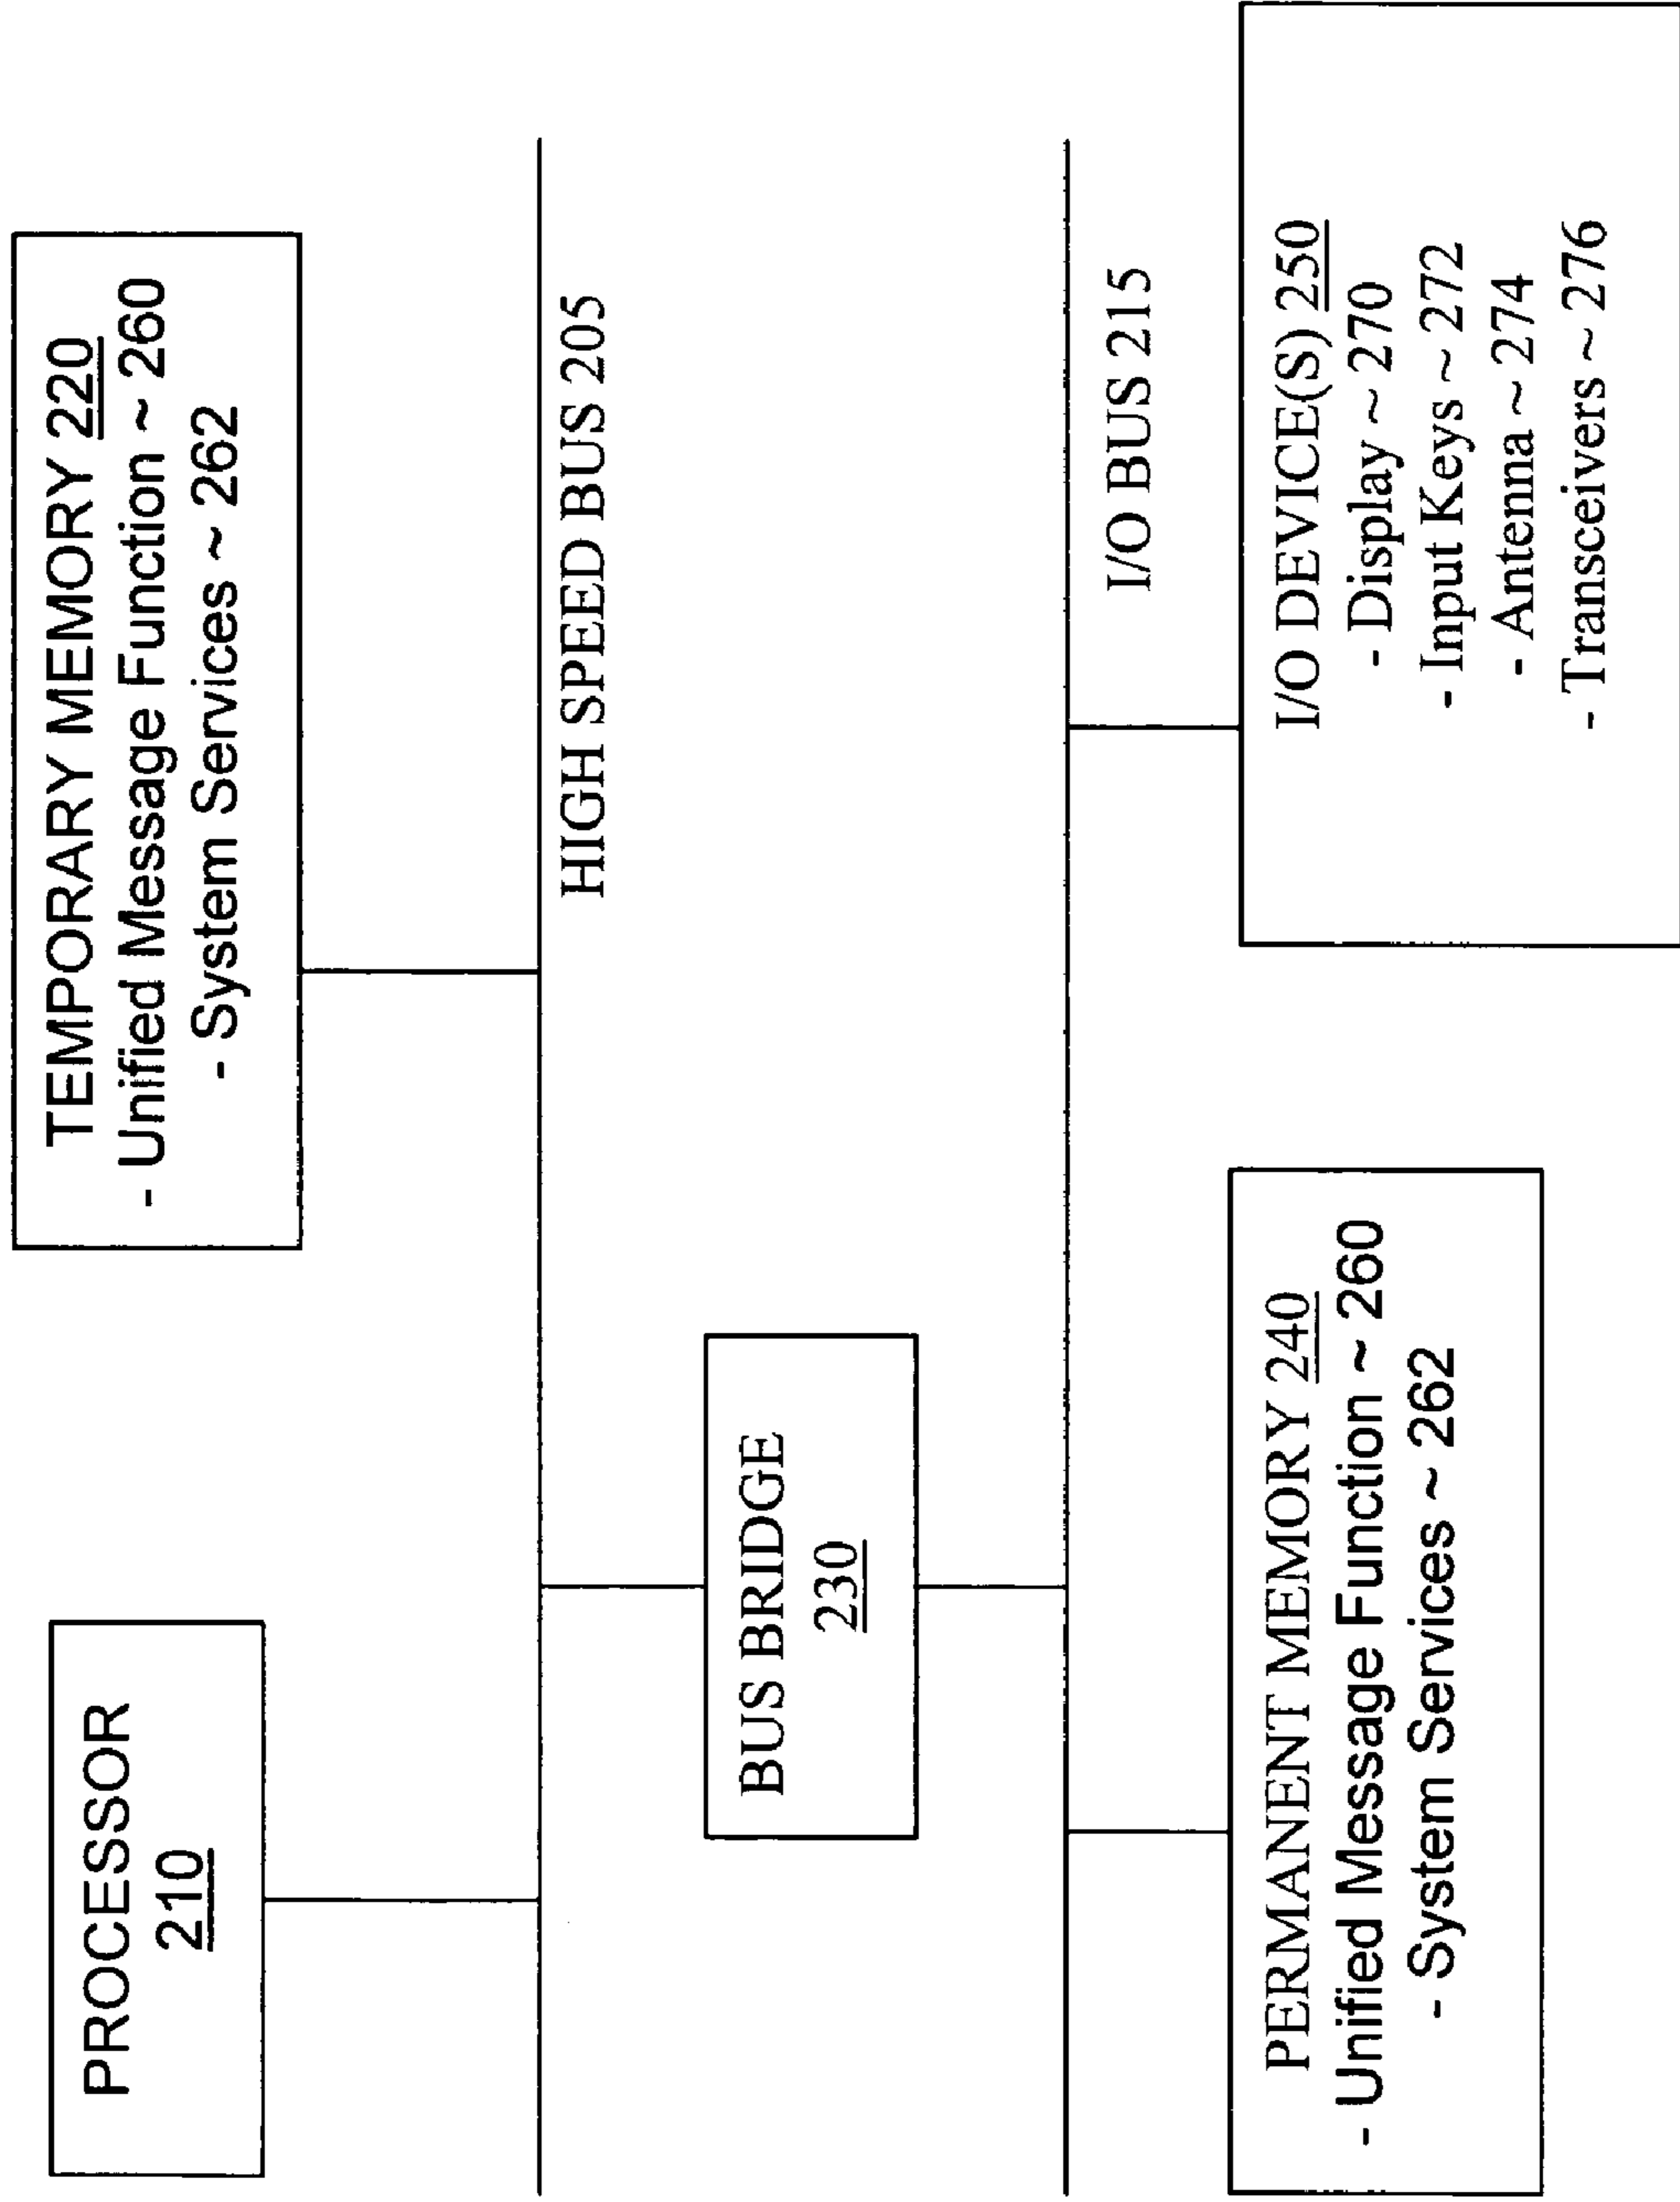 PROCESSOR
210
TEMPORARY MEMORY 220
- Unified Message Function ~ 260
- System Services ~ 262
HIGH SPEED BUS 205
BUS BRIDGE
230
I/O BUS 215
PERMANENT MEMORY 240
- Unified Message Function ~ 260
- System Services ~ 262
I/O DEVICE(S) 250
- Display ~ 270
- Input Keys ~ 272
- Antenna ~ 274
- Transceivers ~ 276